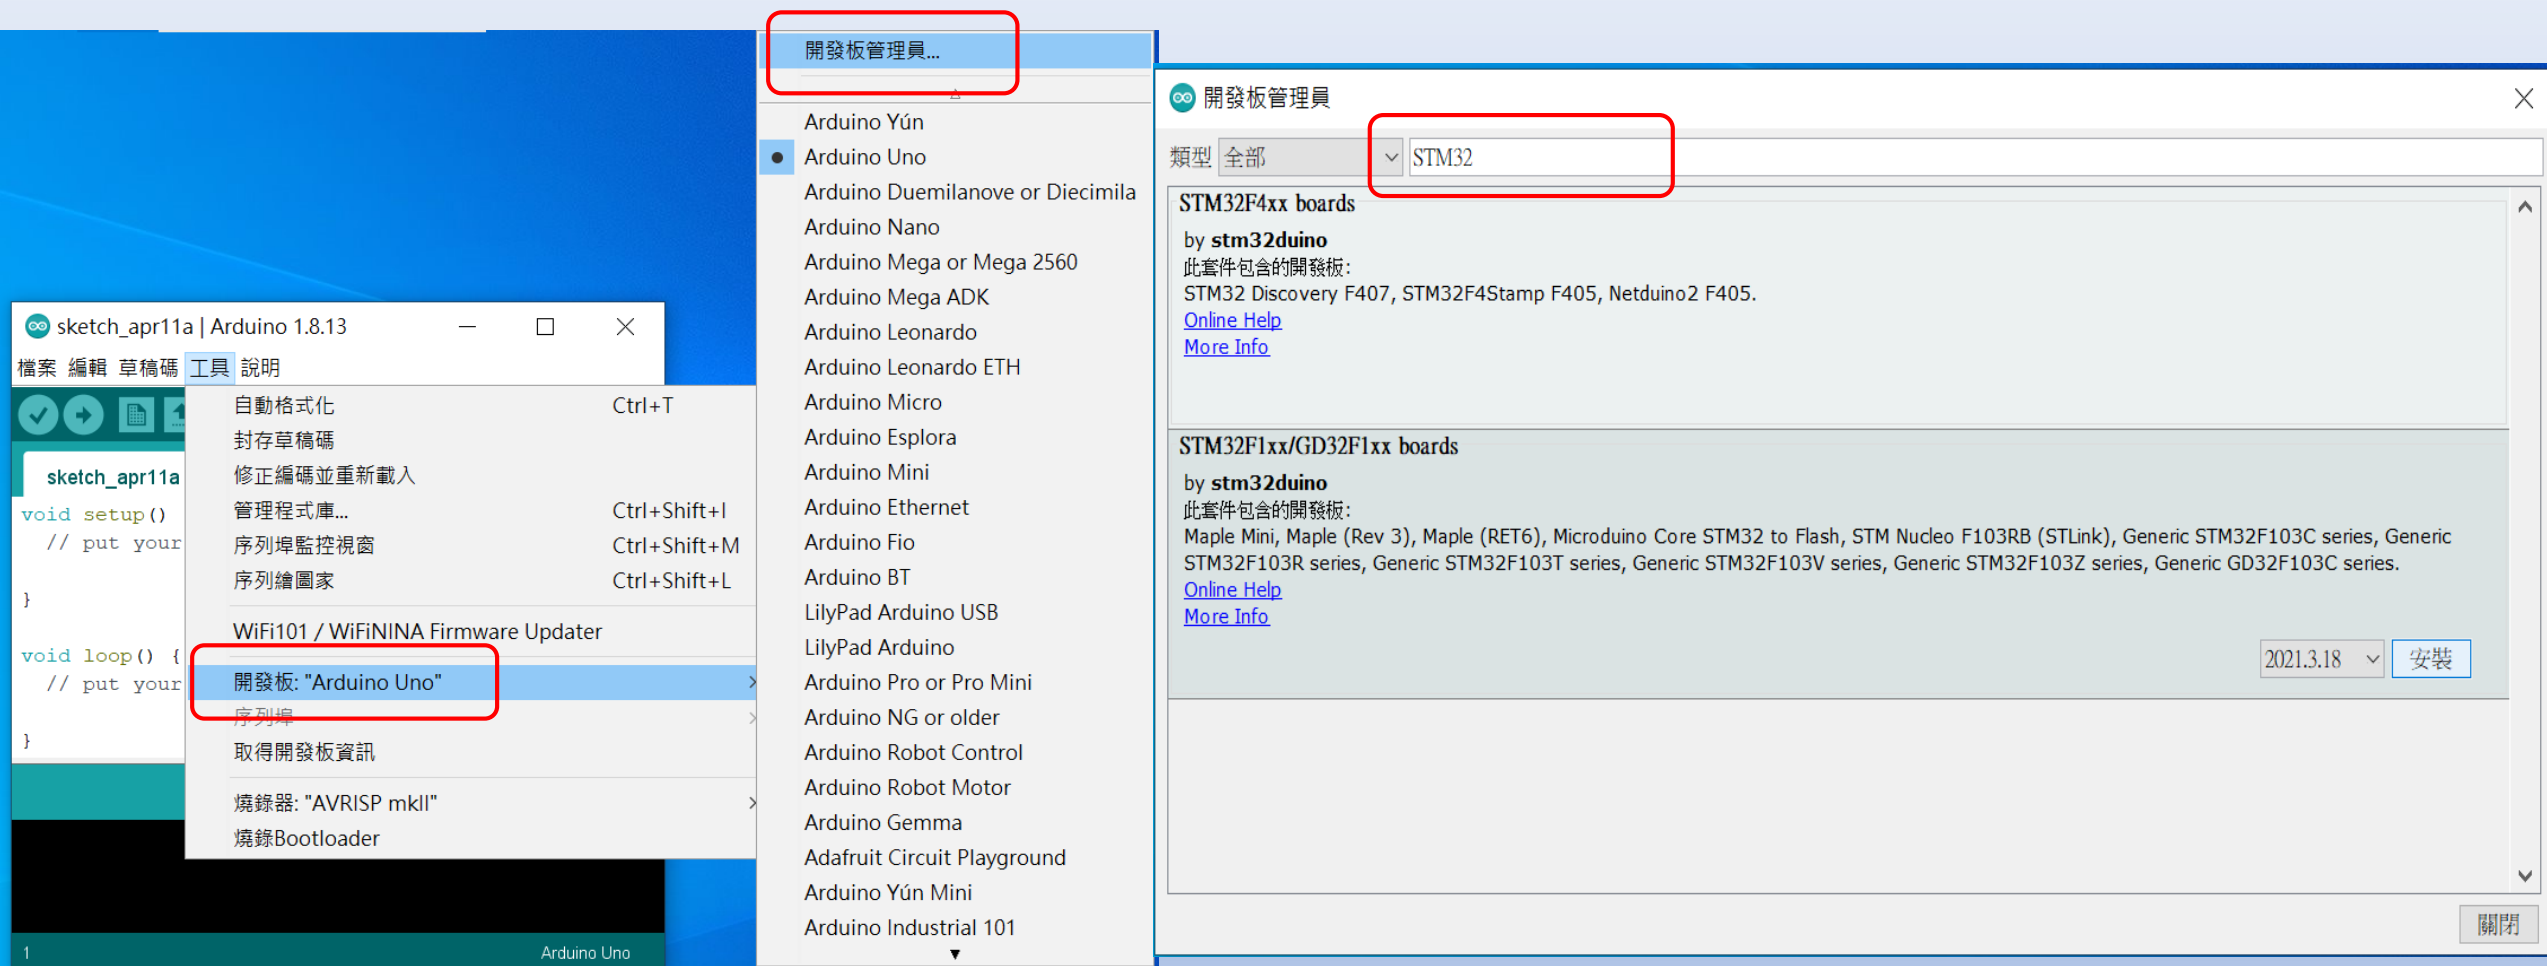 sketch_apr11a | Arduino 1.8.13
檔案 編輯 草稿碼 工具 說明
sketch_apr11a
void setup()
// put your
}
void loop() {
// put your
}
1
Arduino Uno
自動格式化 Ctrl+T
封存草稿碼
修正編碼並重新載入
管理程式庫... Ctrl+Shift+I
序列埠監控視窗 Ctrl+Shift+M
序列繪圖家 Ctrl+Shift+L
WiFi101 / WiFiNINA Firmware Updater
開發板: "Arduino Uno"
序列埠
取得開發板資訊
燒錄器: "AVRISP mkII"
燒錄Bootloader
開發板管理員...
Arduino Yún
Arduino Uno
Arduino Duemilanove or Diecimila
Arduino Nano
Arduino Mega or Mega 2560
Arduino Mega ADK
Arduino Leonardo
Arduino Leonardo ETH
Arduino Micro
Arduino Esplora
Arduino Mini
Arduino Ethernet
Arduino Fio
Arduino BT
LilyPad Arduino USB
LilyPad Arduino
Arduino Pro or Pro Mini
Arduino NG or older
Arduino Robot Control
Arduino Robot Motor
Arduino Gemma
Adafruit Circuit Playground
Arduino Yún Mini
Arduino Industrial 101
開發板管理員
類型 全部 STM32
STM32F4xx boards
by stm32duino
此套件包含的開發板:
STM32 Discovery F407, STM32F4Stamp F405, Netduino2 F405.
Online Help
More Info
STM32F1xx/GD32F1xx boards
by stm32duino
此套件包含的開發板:
Maple Mini, Maple (Rev 3), Maple (RET6), Microduino Core STM32 to Flash, STM Nucleo F103RB (STLink), Generic STM32F103C series, Generic
STM32F103R series, Generic STM32F103T series, Generic STM32F103V series, Generic STM32F103Z series, Generic GD32F103C series.
Online Help
More Info
2021.3.18 安裝
關閉